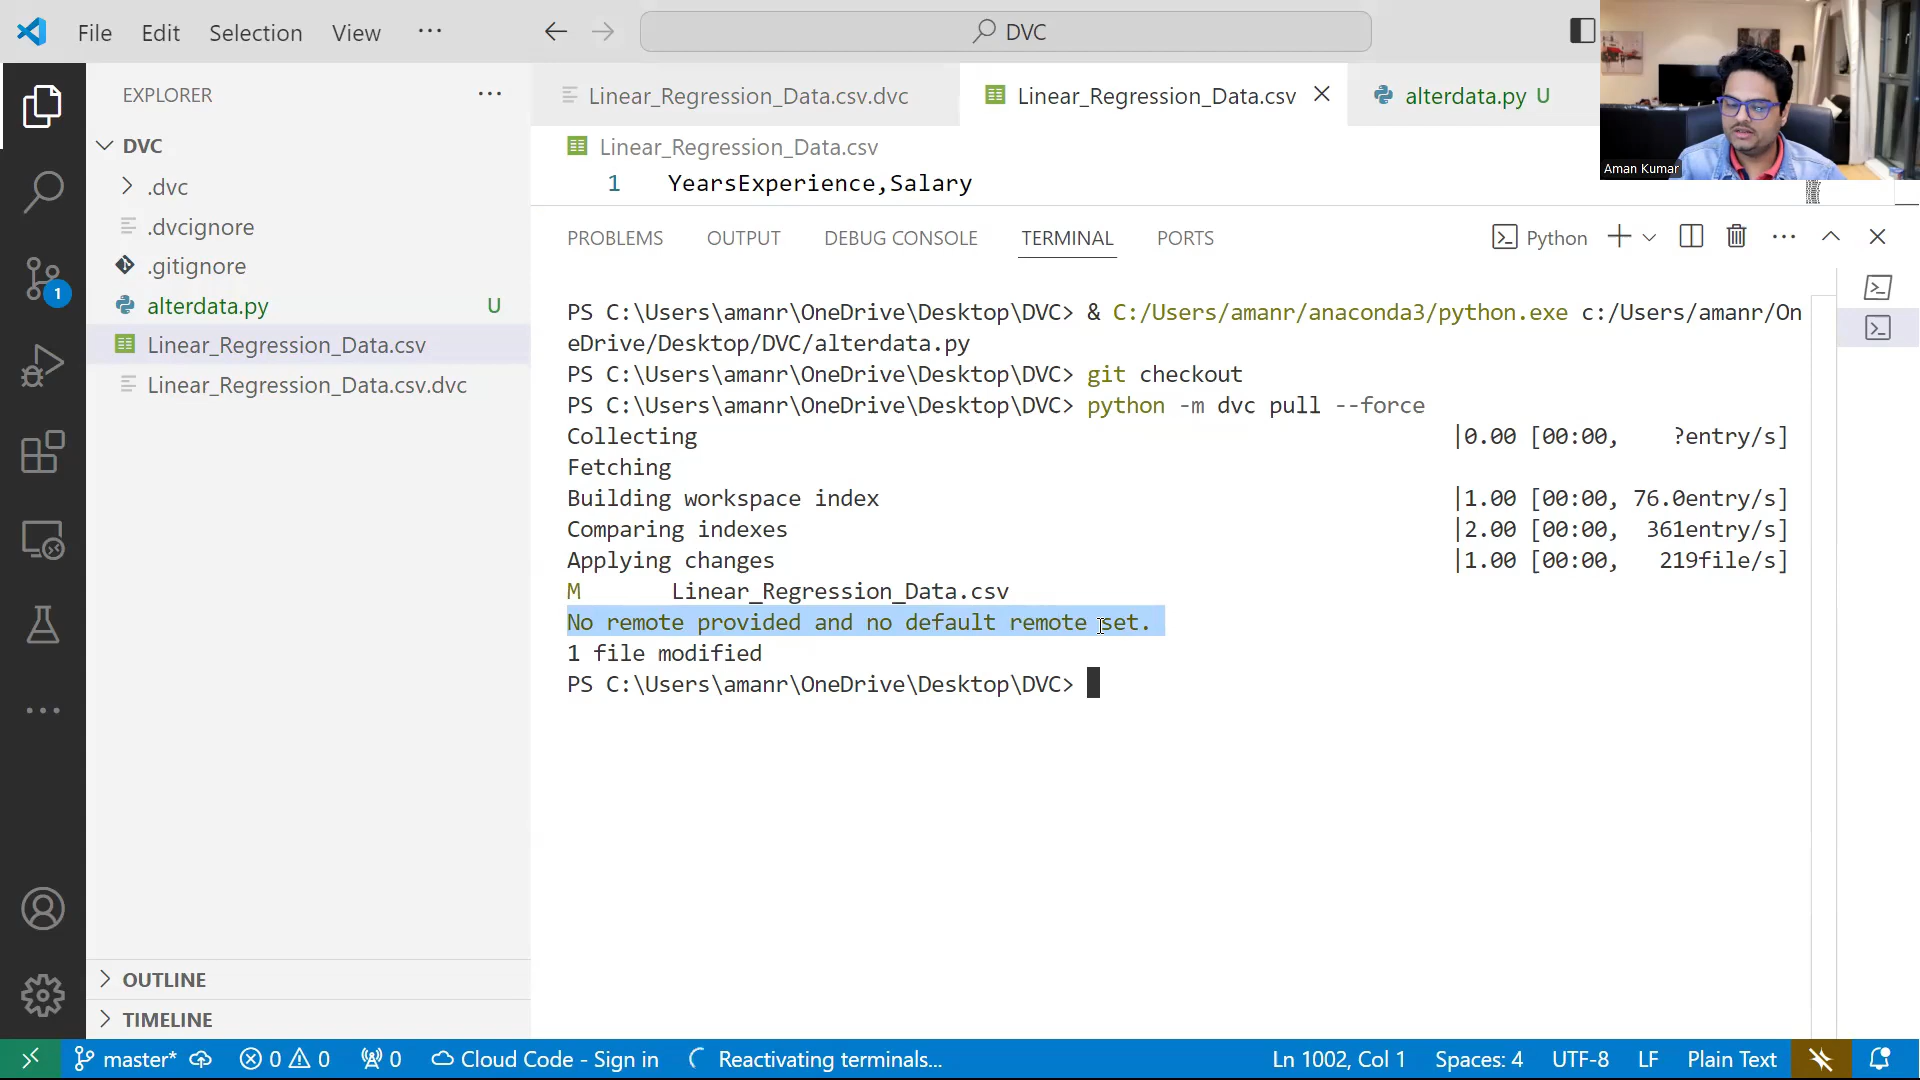 File Edit Selection View ···
DVC
EXPLORER ···
DVC
.dvc
.dvcignore
.gitignore
alterdata.py U
Linear_Regression_Data.csv
Linear_Regression_Data.csv.dvc
OUTLINE
TIMELINE
1
Linear_Regression_Data.csv.dvc Linear_Regression_Data.csv alterdata.py U
Linear_Regression_Data.csv
1 YearsExperience,Salary
Aman Kumar
PROBLEMS OUTPUT DEBUG CONSOLE TERMINAL PORTS Python ···
PS C:\Users\amanr\OneDrive\Desktop\DVC> & C:/Users/amanr/anaconda3/python.exe c:/Users/amanr/On
eDrive/Desktop/DVC/alterdata.py
PS C:\Users\amanr\OneDrive\Desktop\DVC> git checkout
PS C:\Users\amanr\OneDrive\Desktop\DVC> python -m dvc pull --force
Collecting |0.00 [00:00, ?entry/s]
Fetching
Building workspace index |1.00 [00:00, 76.0entry/s]
Comparing indexes |2.00 [00:00, 361entry/s]
Applying changes |1.00 [00:00, 219file/s]
M Linear_Regression_Data.csv
No remote provided and no default remote set.
1 file modified
PS C:\Users\amanr\OneDrive\Desktop\DVC>
master* 0 0 0 Cloud Code - Sign in Reactivating terminals... Ln 1002, Col 1 Spaces: 4 UTF-8 LF Plain Text